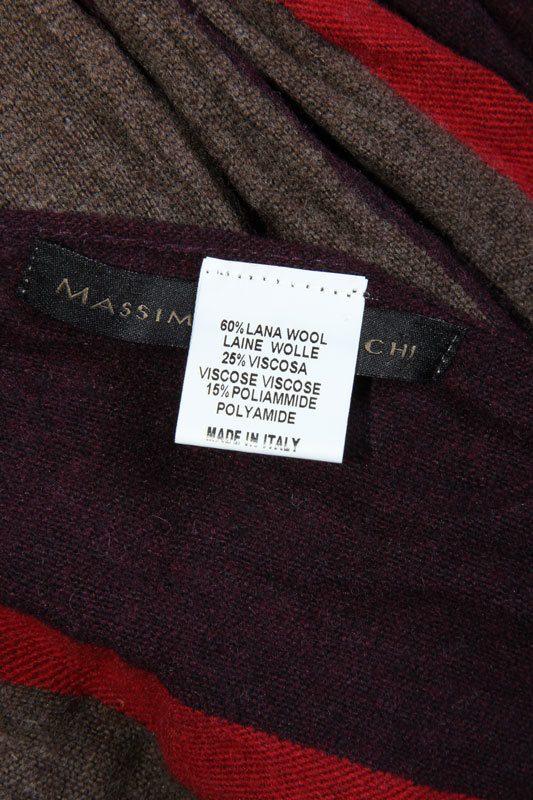 MASSIM
CHI
60% LANA WOOL
LAINE WOLLE
25% VISCOSA
VISCOSE VISCOSE
15% POLIAMMIDE
POLYAMIDE
MADE IN ITALY